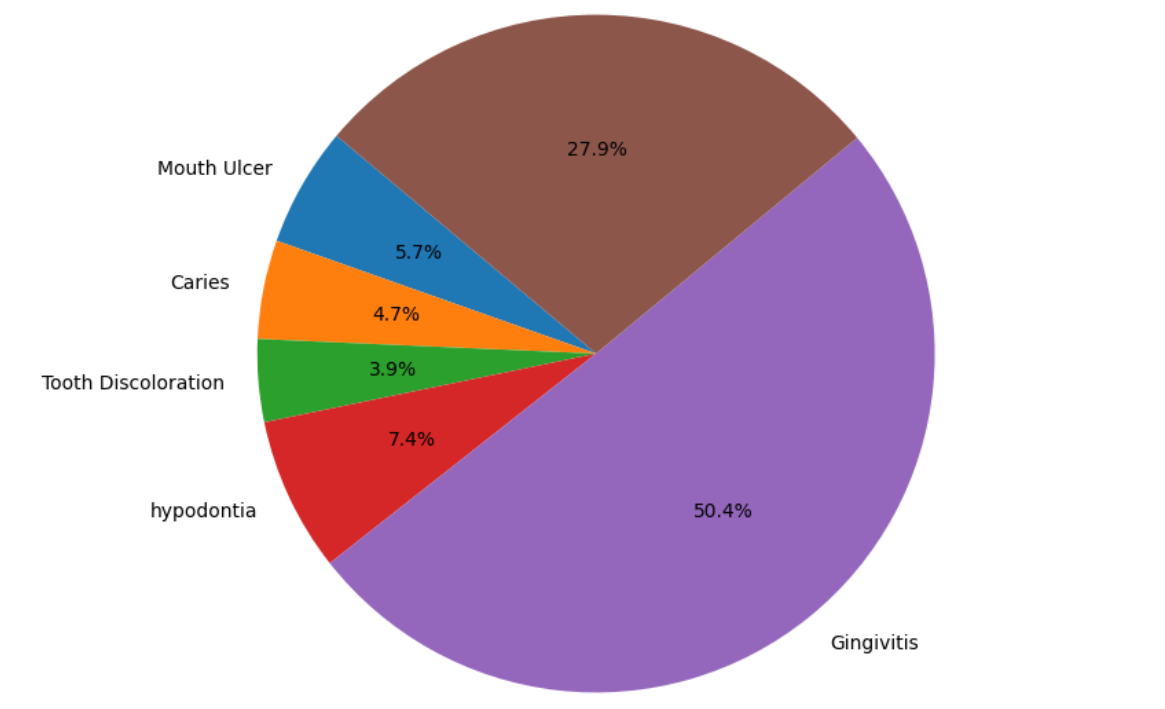 27.9%
Mouth Ulcer
5.7%
Caries
4.7%
3.9%
Tooth Discoloration
7.4%
hypodontia
50.4%
Gingivitis